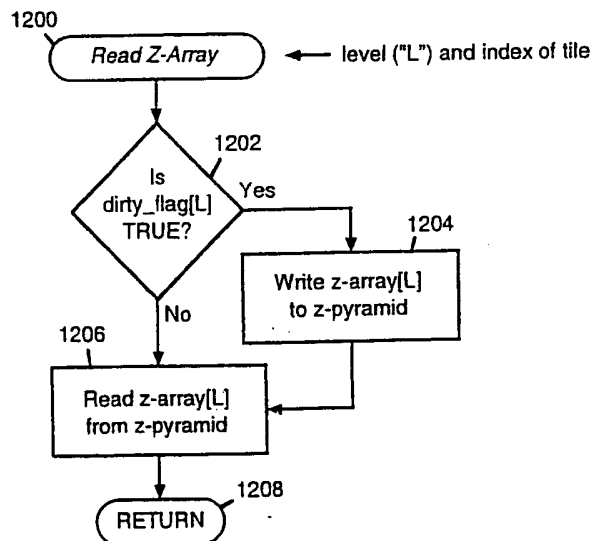 1200
Read Z-Array
level ("L") and index of tile
1202
Is
dirty_flag[L]
TRUE?
Yes
1204
Write z-array[L]
to z-pyramid
No
1206
Read z-array[L]
from z-pyramid
1208
RETURN